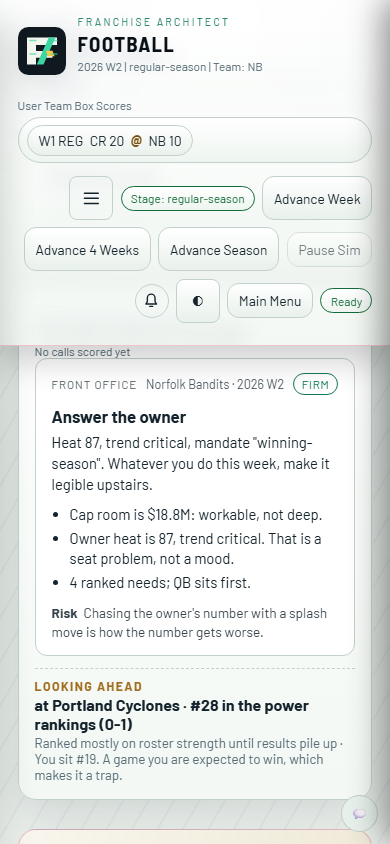 FRANCHISE ARCHITECT
FOOTBALL
2026 W2 | regular-season | Team: NB
User Team Box Scores
W1 REG CR 20 @ NB 10
Stage: regular-season
Advance Week
Advance 4 Weeks
Advance Season
Pause Sim
Main Menu
Ready
No calls scored yet
FRONT OFFICE Norfolk Bandits · 2026 W2 FIRM
Answer the owner
Heat 87, trend critical, mandate "winning-
season". Whatever you do this week, make it
legible upstairs.
• Cap room is $18.8M: workable, not deep.
• Owner heat is 87, trend critical. That is a
seat problem, not a mood.
• 4 ranked needs; QB sits first.
Risk Chasing the owner's number with a splash
move is how the number gets worse.
LOOKING AHEAD
at Portland Cyclones · #28 in the power
rankings (0-1)
Ranked mostly on roster strength until results pile up ·
You sit #19. A game you are expected to win, which
makes it a trap.